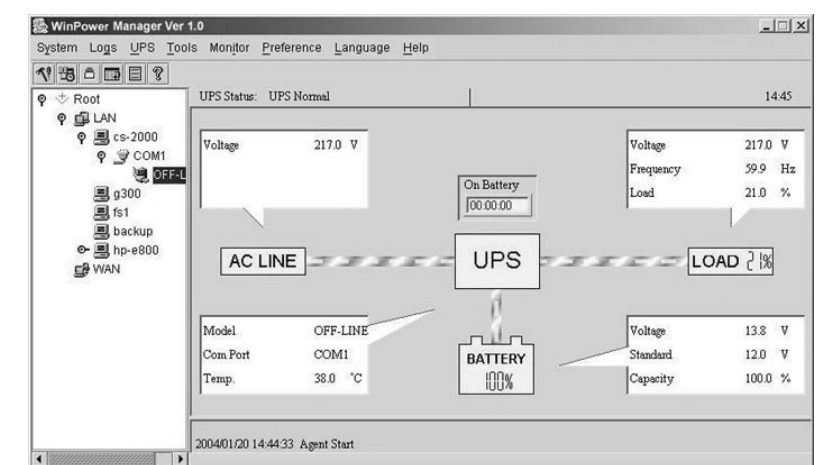 WinPower Manager Ver 1.0
System Logs UPS Tools Monitor Preference Language Help
Root
LAN
cs-2000
COM1
OFF-L
g300
fs1
backup
hp-e800
WAN
UPS Status: UPS Normal
14:45
Voltage 217.0 V
On Battery
00:00:00
Voltage 217.0 V
Frequency 59.9 Hz
Load 21.0 %
AC LINE
UPS
LOAD 21%
Model OFF-LINE
Com Port COM1
Temp. 38.0 °C
BATTERY
100%
Voltage 13.8 V
Standard 12.0 V
Capacity 100.0 %
2004/01/20 14:44:33 Agent Start